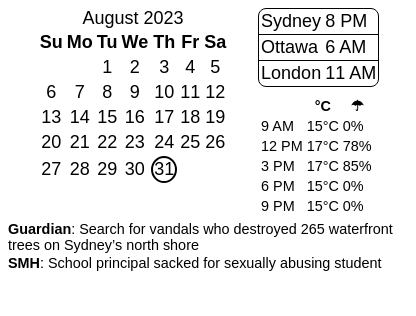 August 2023
Su Mo Tu We Th Fr Sa
1 2 3 4 5
6 7 8 9 10 11 12
13 14 15 16 17 18 19
20 21 22 23 24 25 26
27 28 29 30 31
Sydney 8 PM
Ottawa 6 AM
London 11 AM
°C ☂
9 AM 15°C 0%
12 PM 17°C 78%
3 PM 17°C 85%
6 PM 15°C 0%
9 PM 15°C 0%
Guardian: Search for vandals who destroyed 265 waterfront
trees on Sydney’s north shore
SMH: School principal sacked for sexually abusing student